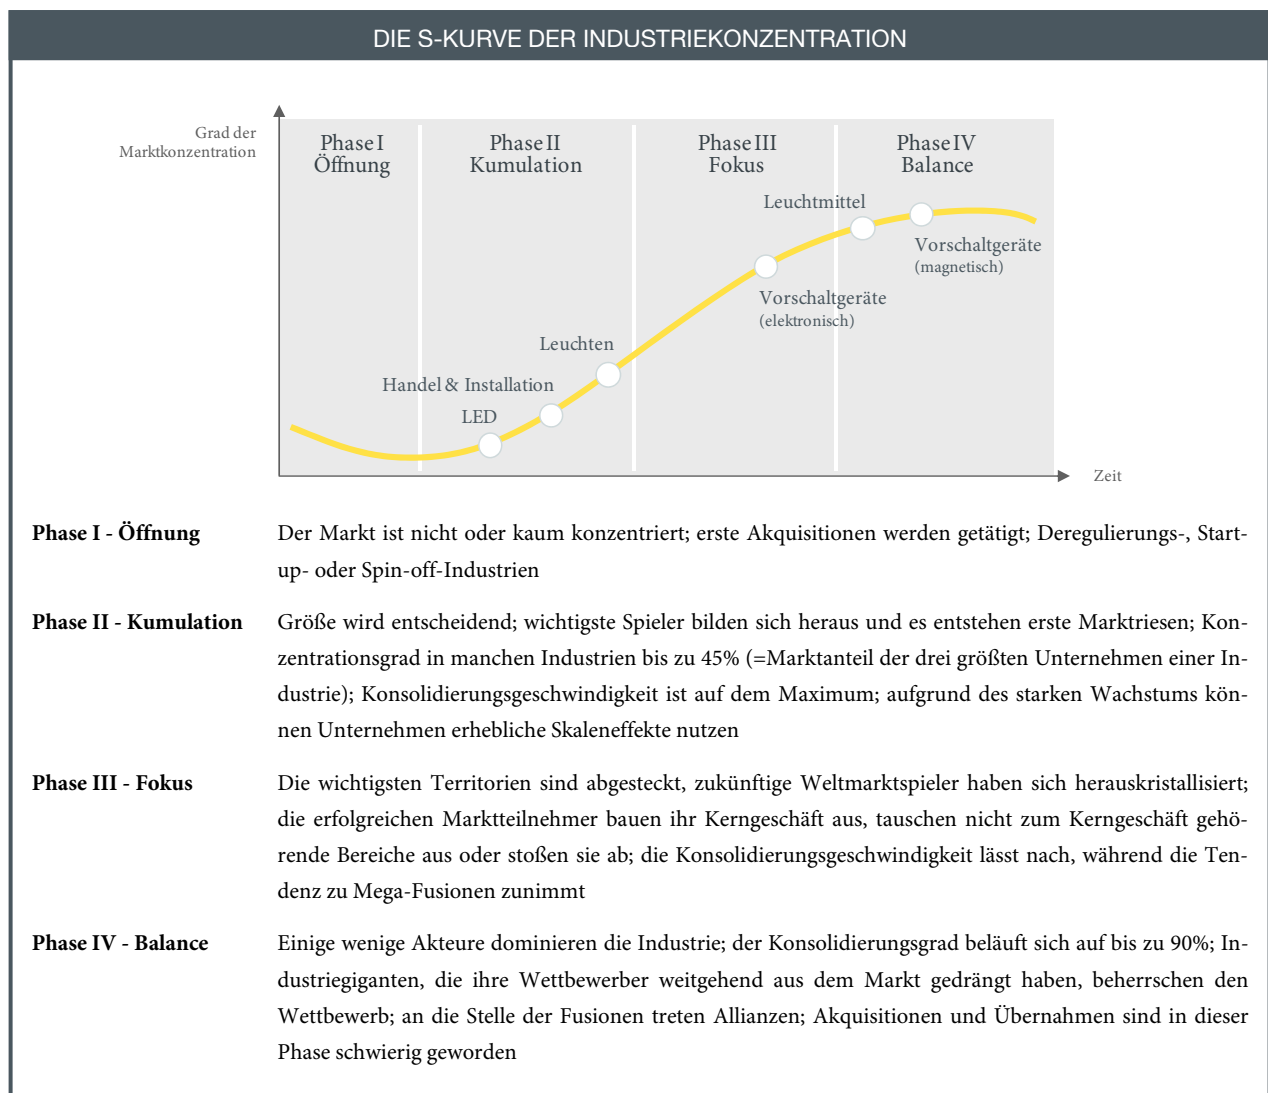 DIE S-KURVE DER INDUSTRIEKONZENTRATION
Grad der
Marktkonzentration
Phase I
Öffnung
Phase II
Kumulation
Phase III
Fokus
Phase IV
Balance
Leuchtmittel
Vorschaltgeräte
(magnetisch)
Vorschaltgeräte
(elektronisch)
Leuchten
Handel & Installation
LED
Zeit
Phase I - Öffnung
Der Markt ist nicht oder kaum konzentriert; erste Akquisitionen werden getätigt; Deregulierungs-, Start-
up- oder Spin-off-Industrien
Phase II - Kumulation
Größe wird entscheidend; wichtigste Spieler bilden sich heraus und es entstehen erste Marktriesen; Kon-
zentrationsgrad in manchen Industrien bis zu 45% (=Marktanteil der drei größten Unternehmen einer In-
dustrie); Konsolidierungsgeschwindigkeit ist auf dem Maximum; aufgrund des starken Wachstums kön-
nen Unternehmen erhebliche Skaleneffekte nutzen
Phase III - Fokus
Die wichtigsten Territorien sind abgesteckt, zukünftige Weltmarktspieler haben sich herauskristallisiert;
die erfolgreichen Marktteilnehmer bauen ihr Kerngeschäft aus, tauschen nicht zum Kerngeschäft gehö-
rende Bereiche aus oder stoßen sie ab; die Konsolidierungsgeschwindigkeit lässt nach, während die Ten-
denz zu Mega-Fusionen zunimmt
Phase IV - Balance
Einige wenige Akteure dominieren die Industrie; der Konsolidierungsgrad beläuft sich auf bis zu 90%; In-
dustriegiganten, die ihre Wettbewerber weitgehend aus dem Markt gedrängt haben, beherrschen den
Wettbewerb; an die Stelle der Fusionen treten Allianzen; Akquisitionen und Übernahmen sind in dieser
Phase schwierig geworden